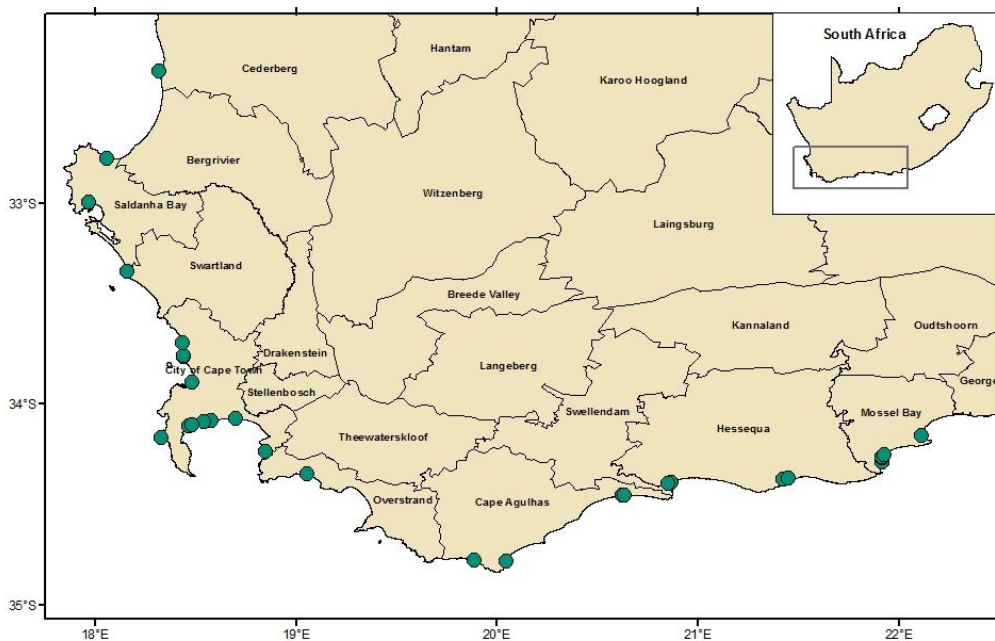 South Africa
Hantam
Cederberg
Karoo Hoogland
Bergrivier
Witzenberg
33°S
Saldanha Bay
Laingsburg
Swartland
Breede Valley
Kannaland
Oudtshoorn
Drakenstein
City of Cape Town
Langeberg
George
Stellenbosch
34°S
Swellendam
Mossel Bay
Theewaterskloof
Hessequa
Overstrand
Cape Agulhas
35°S
18°E
19°E
20°E
21°E
22°E